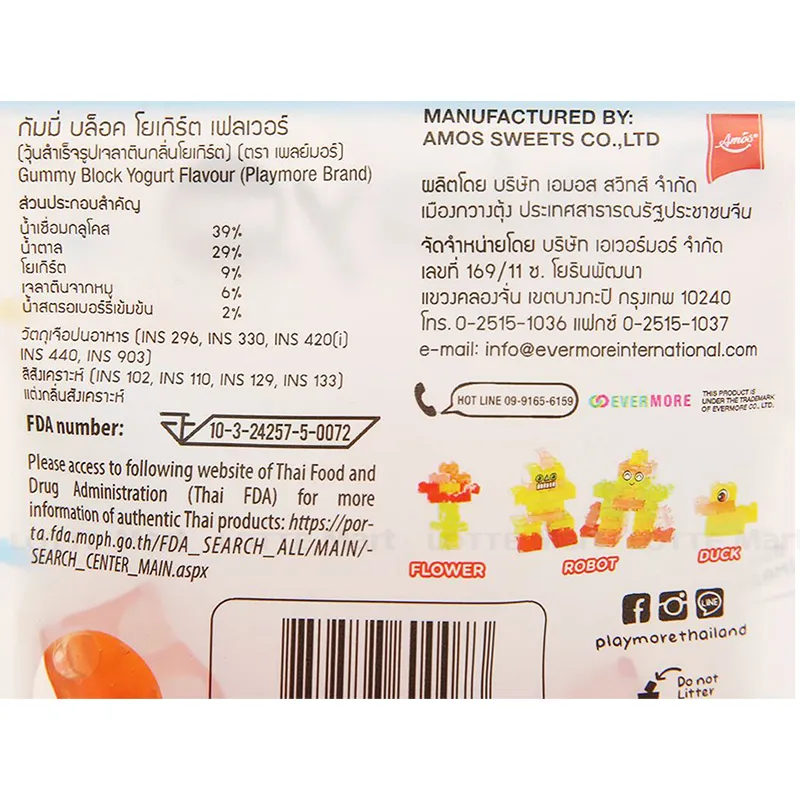 กัมมี่ บล็อค โยเกิร์ต เฟลเวอร์
(วุ้นสำเร็จรูปเจลาตินกลิ่นโยเกิร์ต) (ตรา เพลย์มอร์)
Gummy Block Yogurt Flavour (Playmore Brand)
ส่วนประกอบสำคัญ
น้ำเชื่อมกลูโคส 39%
น้ำตาล 29%
โยเกิร์ต 9%
เจลาตินจากหมู 6%
น้ำสตรอเบอร์รี่เข้มข้น 2%
วัตถุเจือปนอาหาร (INS 296, INS 330, INS 420(i)
INS 440, INS 903)
สีสังเคราะห์ (INS 102, INS 110, INS 129, INS 133)
แต่งกลิ่นสังเคราะห์
FDA number: 10-3-24257-5-0072
Please access to following website of Thai Food and
Drug Administration (Thai FDA) for more
information of authentic Thai products: https://por-
ta.fda.moph.go.th/FDA_SEARCH_ALL/MAIN/-
SEARCH_CENTER_MAIN.aspx
MANUFACTURED BY:
AMOS SWEETS CO.,LTD
Amos
ผลิตโดย บริษัท เอมอส สวีทส์ จำกัด
เมืองกวางตุ้ง ประเทศสาธารณรัฐประชาชนจีน
จัดจำหน่ายโดย บริษัท เอเวอร์มอร์ จำกัด
เลขที่ 169/11 ซ. โยธินพัฒนา
แขวงคลองจั่น เขตบางกะปิ กรุงเทพ 10240
โทร. 0-2515-1036 แฟกซ์ 0-2515-1037
e-mail: info@evermoreinternational.com
HOT LINE 09-9165-6159
EVERMORE
THIS PRODUCT IS
UNDER THE TRADEMARK
OF EVERMORE CO., LTD.
FLOWER
ROBOT
DUCK
LINE
playmorethailand
Do not
Litter